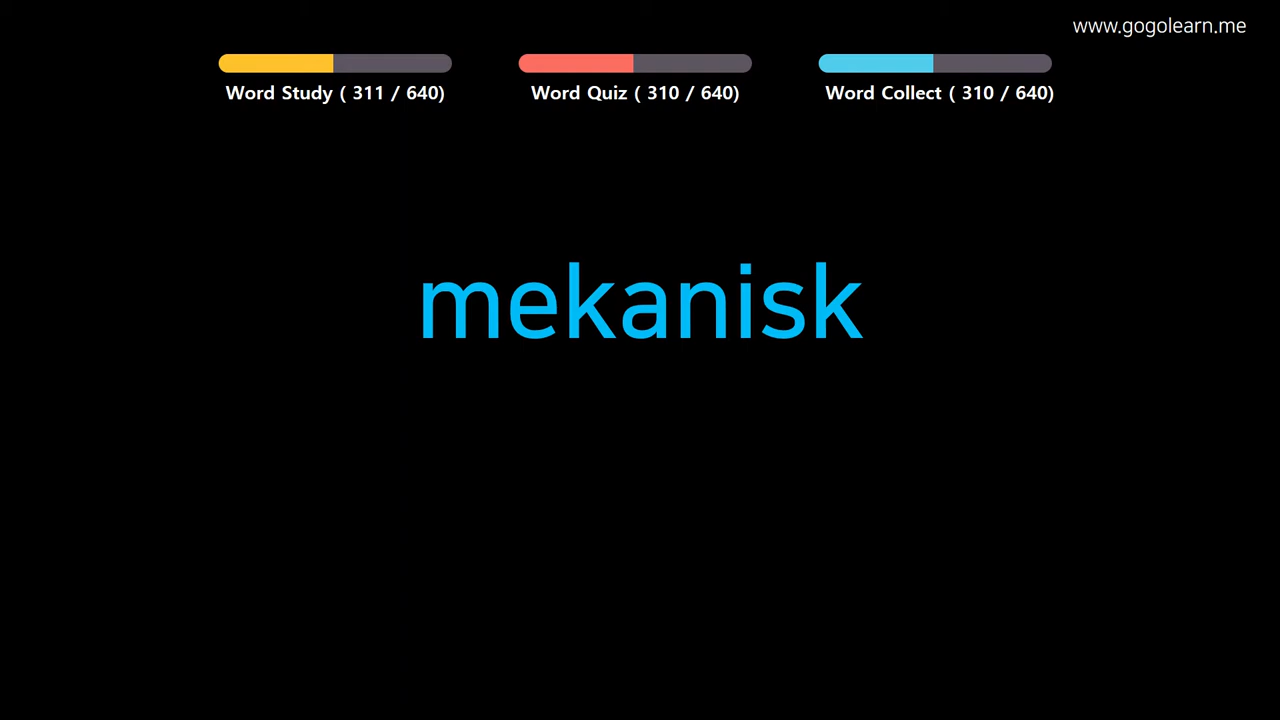 www.gogolearn.me
Word Study ( 311 / 640)
Word Quiz ( 310 / 640)
Word Collect ( 310 / 640)
mekanisk